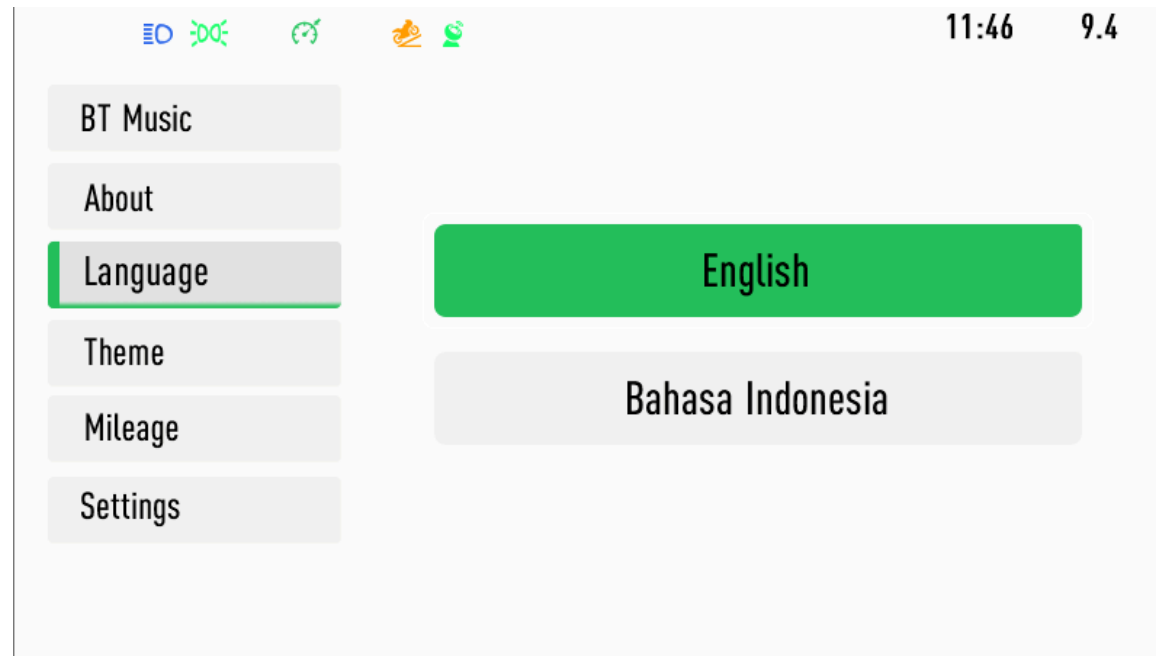 11:46 9.4
BT Music
About
Language
Theme
Mileage
Settings
English
Bahasa Indonesia